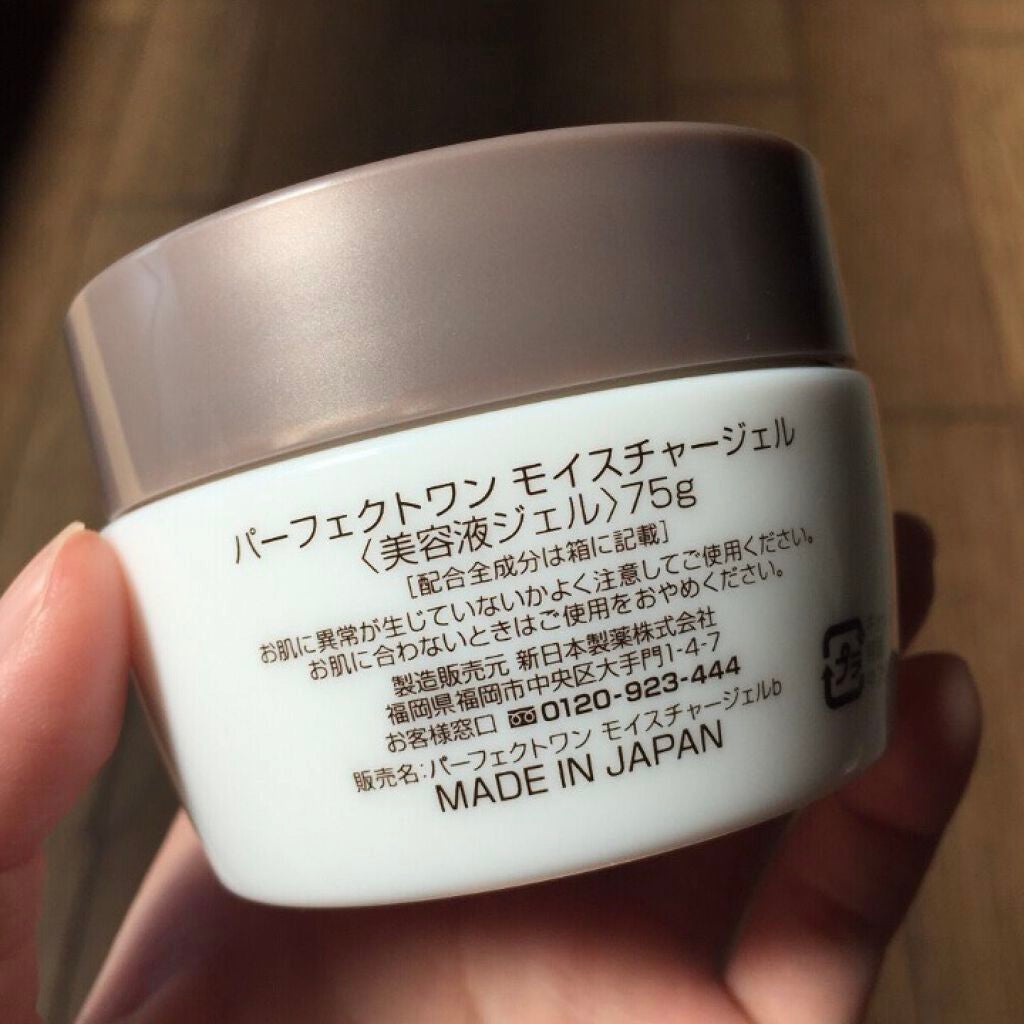 パーフェクトワン モイスチャージェル
〈美容液ジェル〉75g
[配合全成分は箱に記載]
お肌に異常が生じていないかよく注意してご使用ください。
お肌に合わないときはご使用をおやめください。
製造販売元 新日本製薬株式会社
福岡県福岡市中央区大手門1-4-7
お客様窓口 0120-923-444
販売名:パーフェクトワン モイスチャージェルb
MADE IN JAPAN
プラ